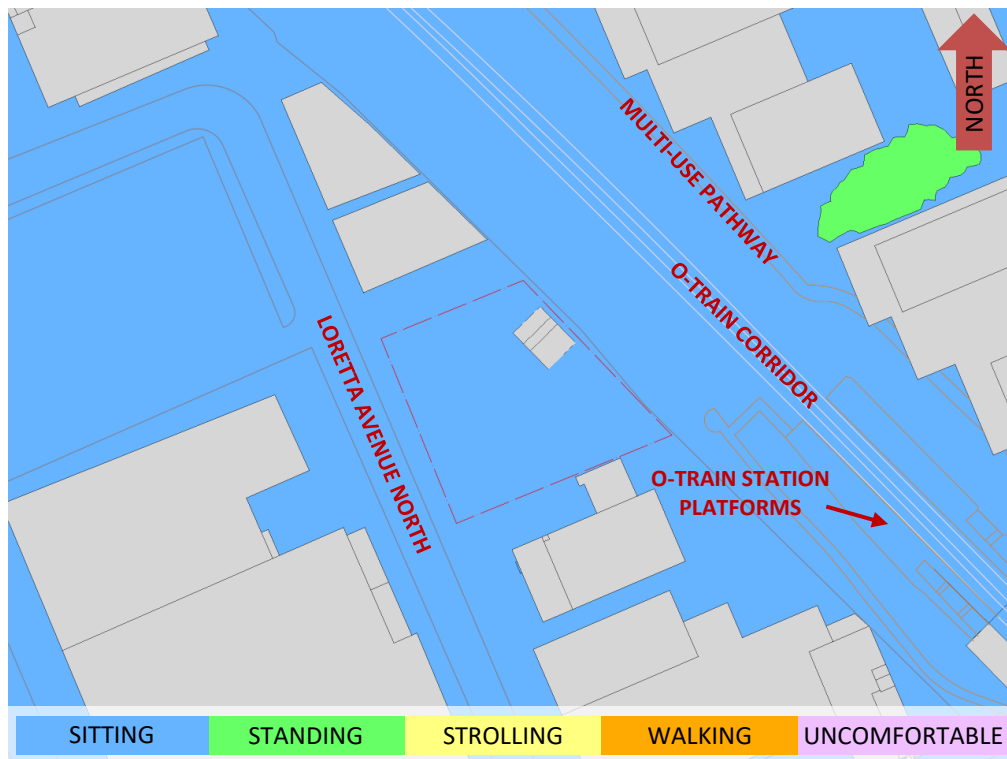 NORTH
MULTI-USE PATHWAY
O-TRAIN CORRIDOR
LORETTA AVENUE NORTH
O-TRAIN STATION
PLATFORMS
SITTING
STANDING
STROLLING
WALKING
UNCOMFORTABLE